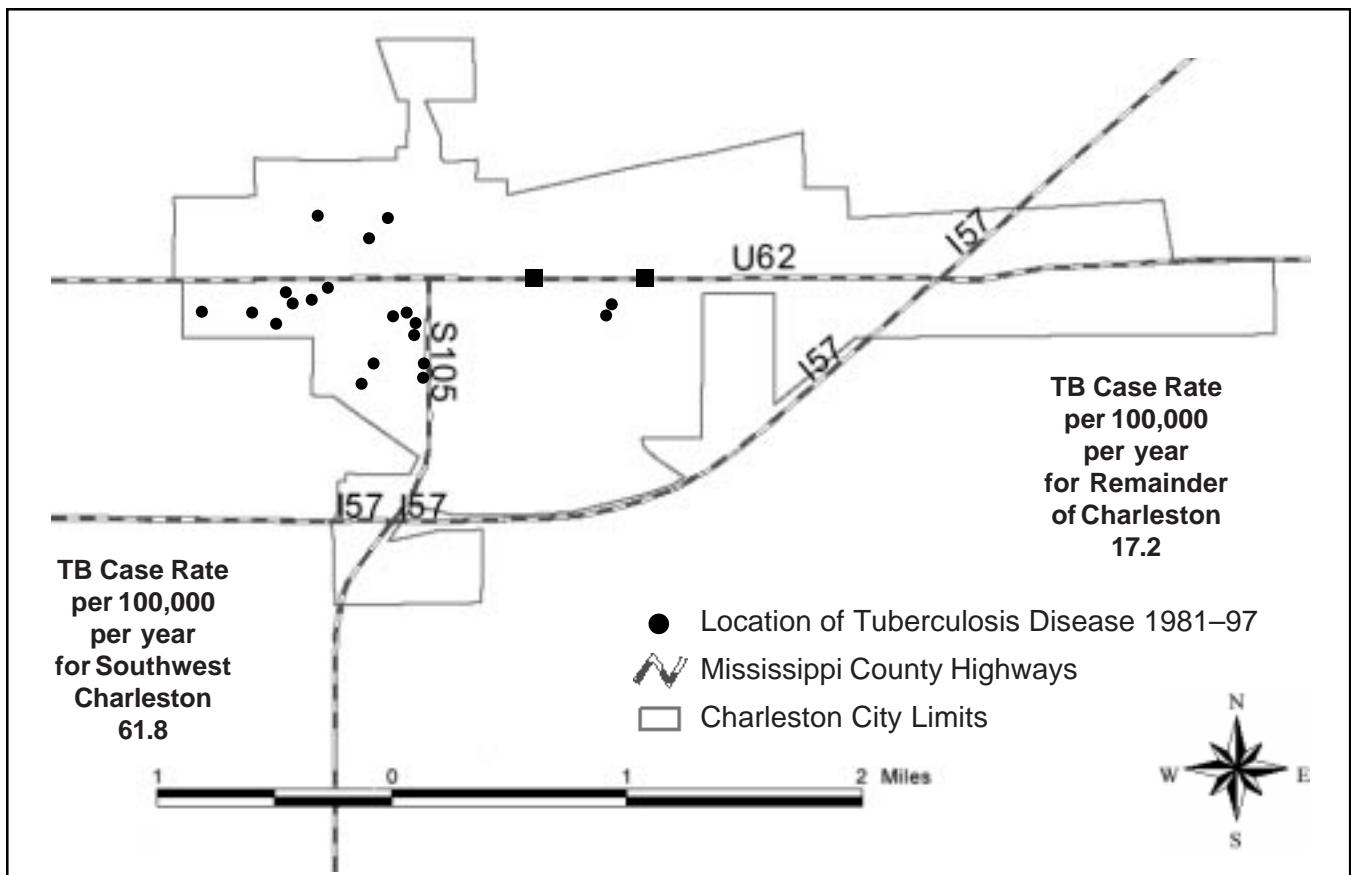 U62
I57
I57
S105
I57
I57
TB Case Rate
per 100,000
per year
for Remainder
of Charleston
17.2
TB Case Rate
per 100,000
per year
for Southwest
Charleston
61.8
Location of Tuberculosis Disease 1981–97
Mississippi County Highways
Charleston City Limits
1 0 1 2 Miles
N
W E
S